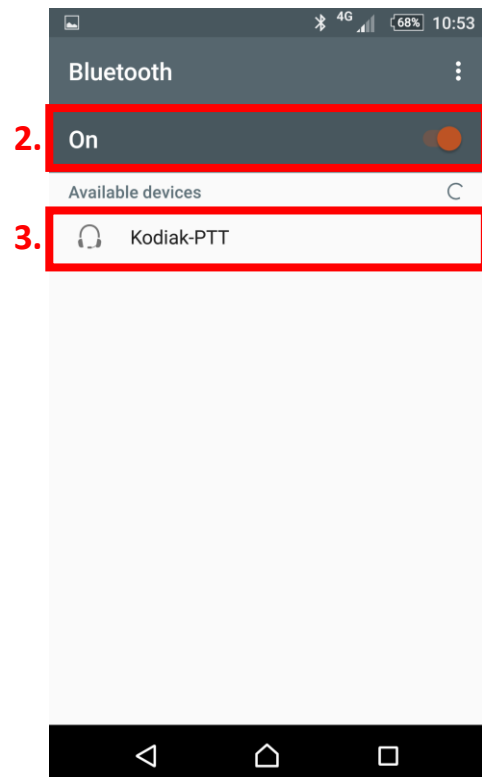 4G 68% 10:53
Bluetooth
2. On
Available devices
3. Kodiak-PTT